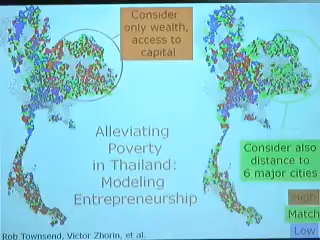 Consider
only wealth,
access to
capital
Alleviating
Poverty
in Thailand:
Modeling
Entrepreneurship
Consider also
distance to
6 major cities
High
Match
Low
Rob Townsend, Victor Zhorin, et al.